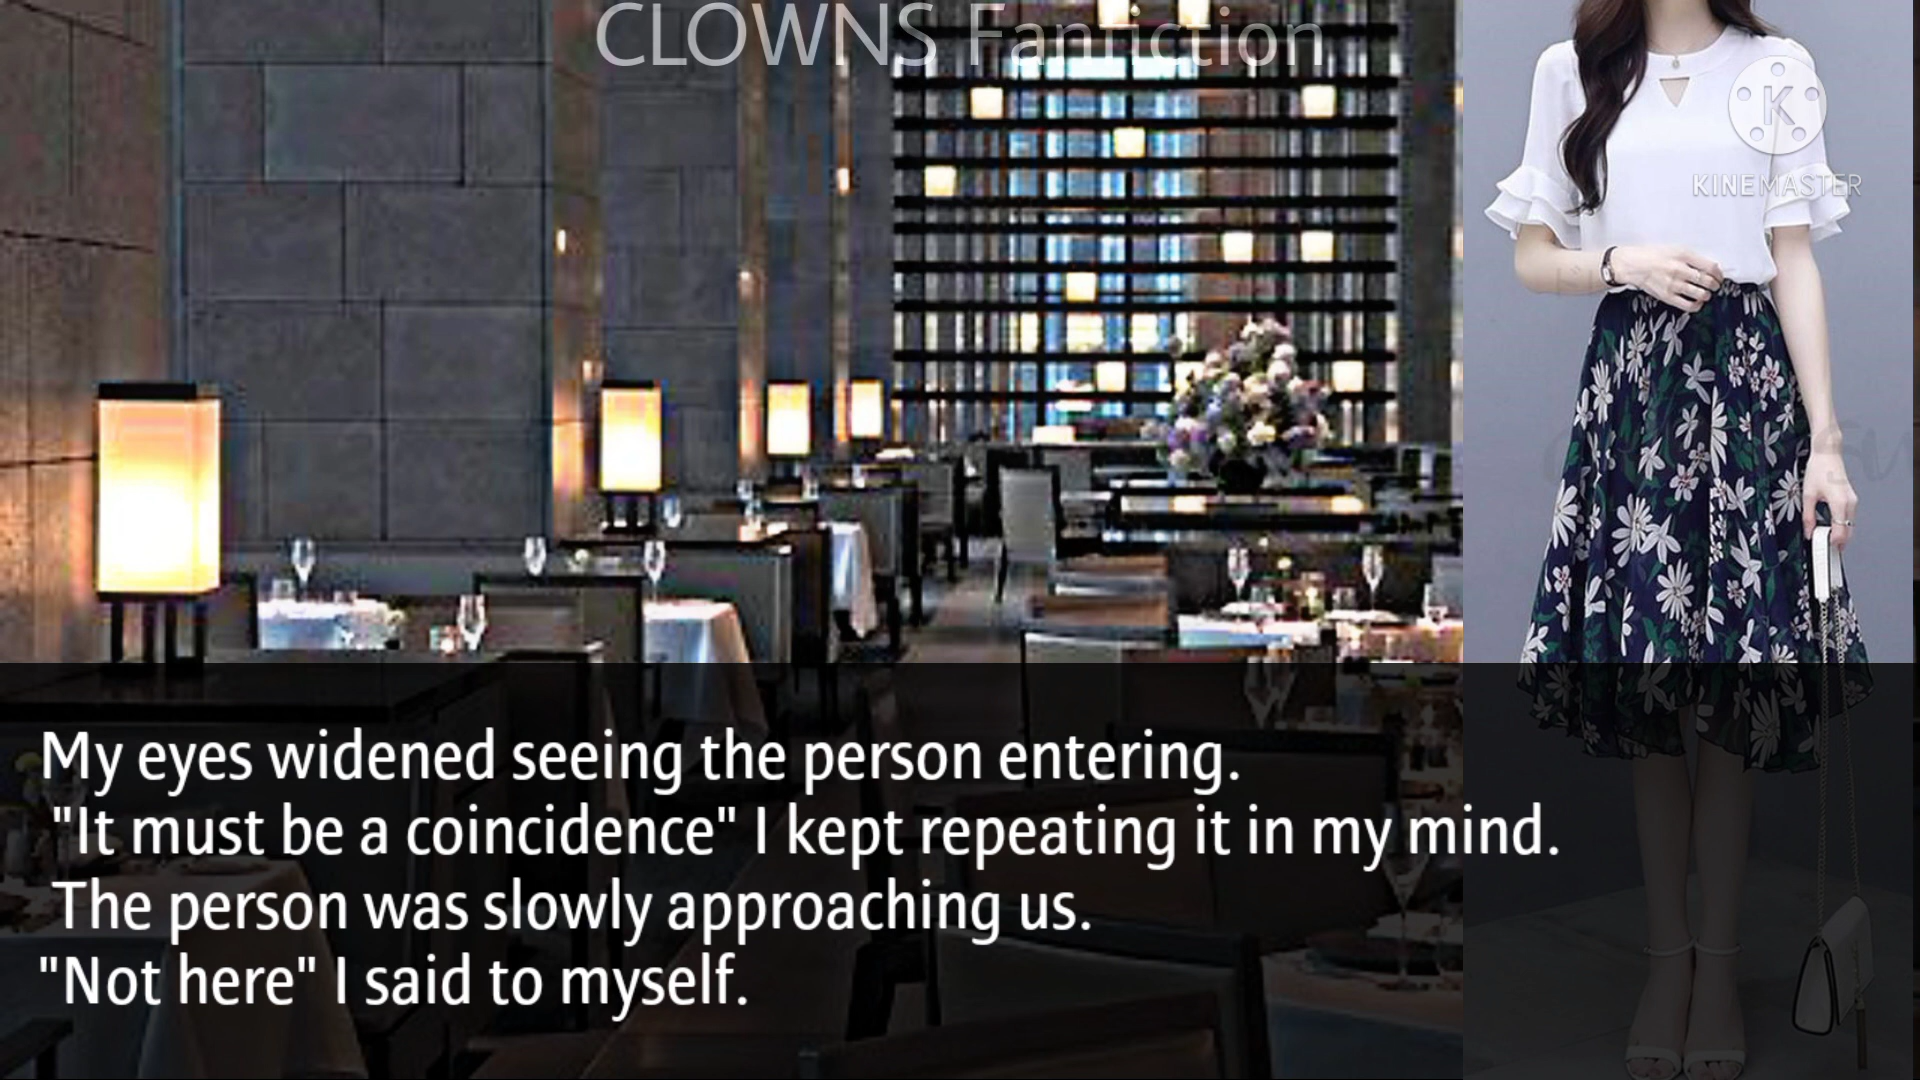 CLOWNS Fanfiction
K
KINEMASTER
My eyes widened seeing the person entering.
"It must be a coincidence" I kept repeating it in my mind.
The person was slowly approaching us.
"Not here" I said to myself.